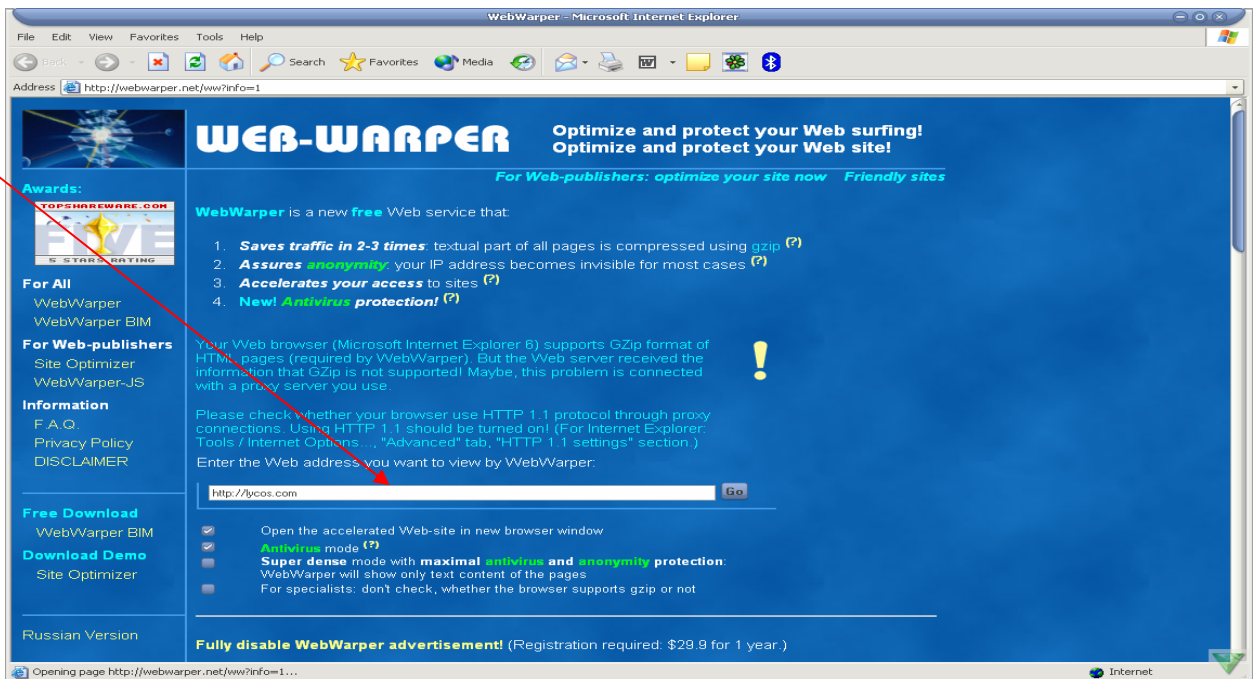 WebWarper - Microsoft Internet Explorer
File Edit View Favorites Tools Help
Back Search Favorites Media
Address http://webwarper.net/ww?info=1
WEB-WARPER
Optimize and protect your Web surfing!
Optimize and protect your Web site!
For Web-publishers: optimize your site now Friendly sites
Awards:
TOPSHAREWARE.COM
FIVE
5 STARS RATING
For All
WebWarper
WebWarper BIM
For Web-publishers
Site Optimizer
WebWarper-JS
Information
F.A.Q.
Privacy Policy
DISCLAIMER
Free Download
WebWarper BIM
Download Demo
Site Optimizer
Russian Version
WebWarper is a new free Web service that:
1. Saves traffic in 2-3 times: textual part of all pages is compressed using gzip (?)
2. Assures anonymity: your IP address becomes invisible for most cases (?)
3. Accelerates your access to sites (?)
4. New! Antivirus protection! (?)
Your Web browser (Microsoft Internet Explorer 6) supports GZip format of
HTML pages (required by WebWarper). But the Web server received the
information that GZip is not supported! Maybe, this problem is connected
with a proxy server you use.
!
Please check whether your browser use HTTP 1.1 protocol through proxy
connections. Using HTTP 1.1 should be turned on! (For Internet Explorer:
Tools / Internet Options..., "Advanced" tab, "HTTP 1.1 settings" section.)
Enter the Web address you want to view by WebWarper:
http://lycos.com Go
Open the accelerated Web-site in new browser window
Antivirus mode (?)
Super dense mode with maximal antivirus and anonymity protection:
WebWarper will show only text content of the pages
For specialists: don't check, whether the browser supports gzip or not
Fully disable WebWarper advertisement! (Registration required: $29.9 for 1 year.)
Opening page http://webwarper.net/ww?info=1... Internet